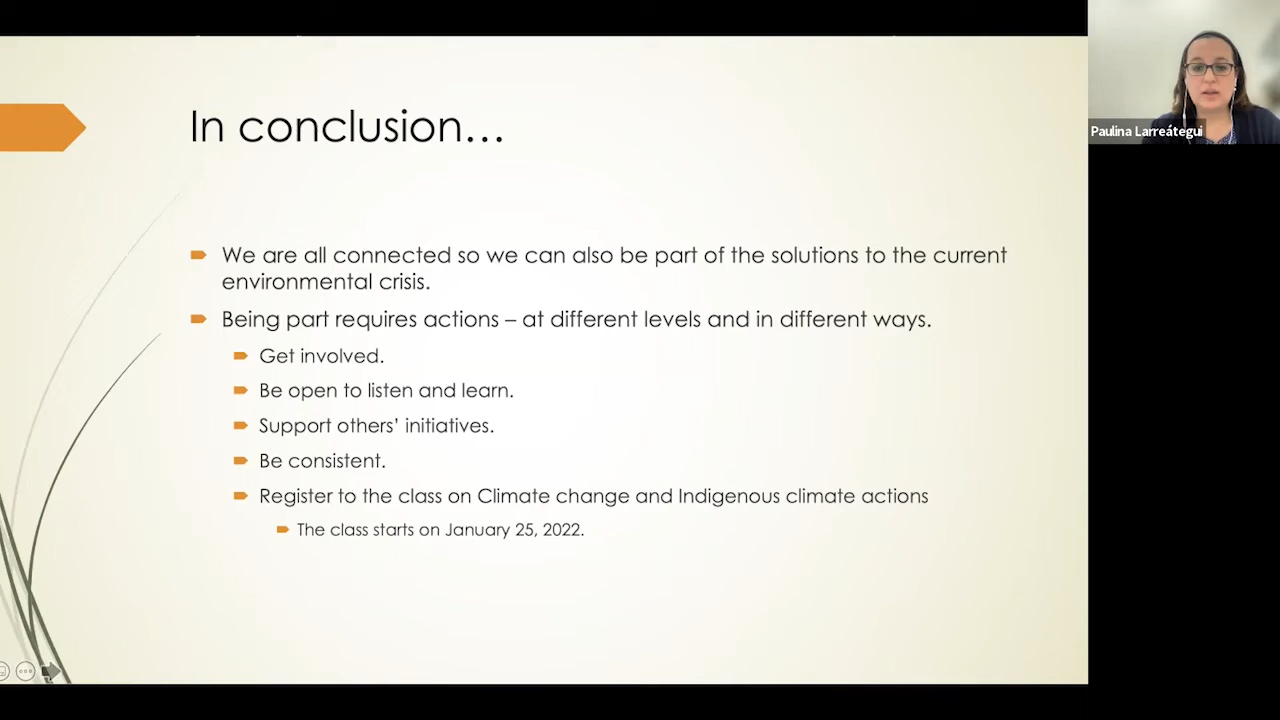 In conclusion…
We are all connected so we can also be part of the solutions to the current
environmental crisis.
Being part requires actions – at different levels and in different ways.
Get involved.
Be open to listen and learn.
Support others’ initiatives.
Be consistent.
Register to the class on Climate change and Indigenous climate actions
The class starts on January 25, 2022.
Paulina Larreátegui